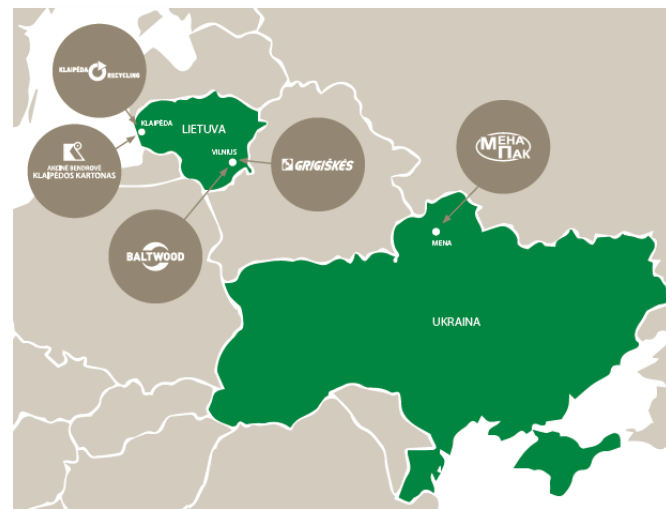 KLAIPĖDA
RECYCLING
KLAIPĖDA
LIETUVA
VILNIUS
AKCINĖ BENDROVĖ
KLAIPĖDOS KARTONAS
GRIGIŠKĖS
МЕНА
ПАК
BALTWOOD
MENA
UKRAINA